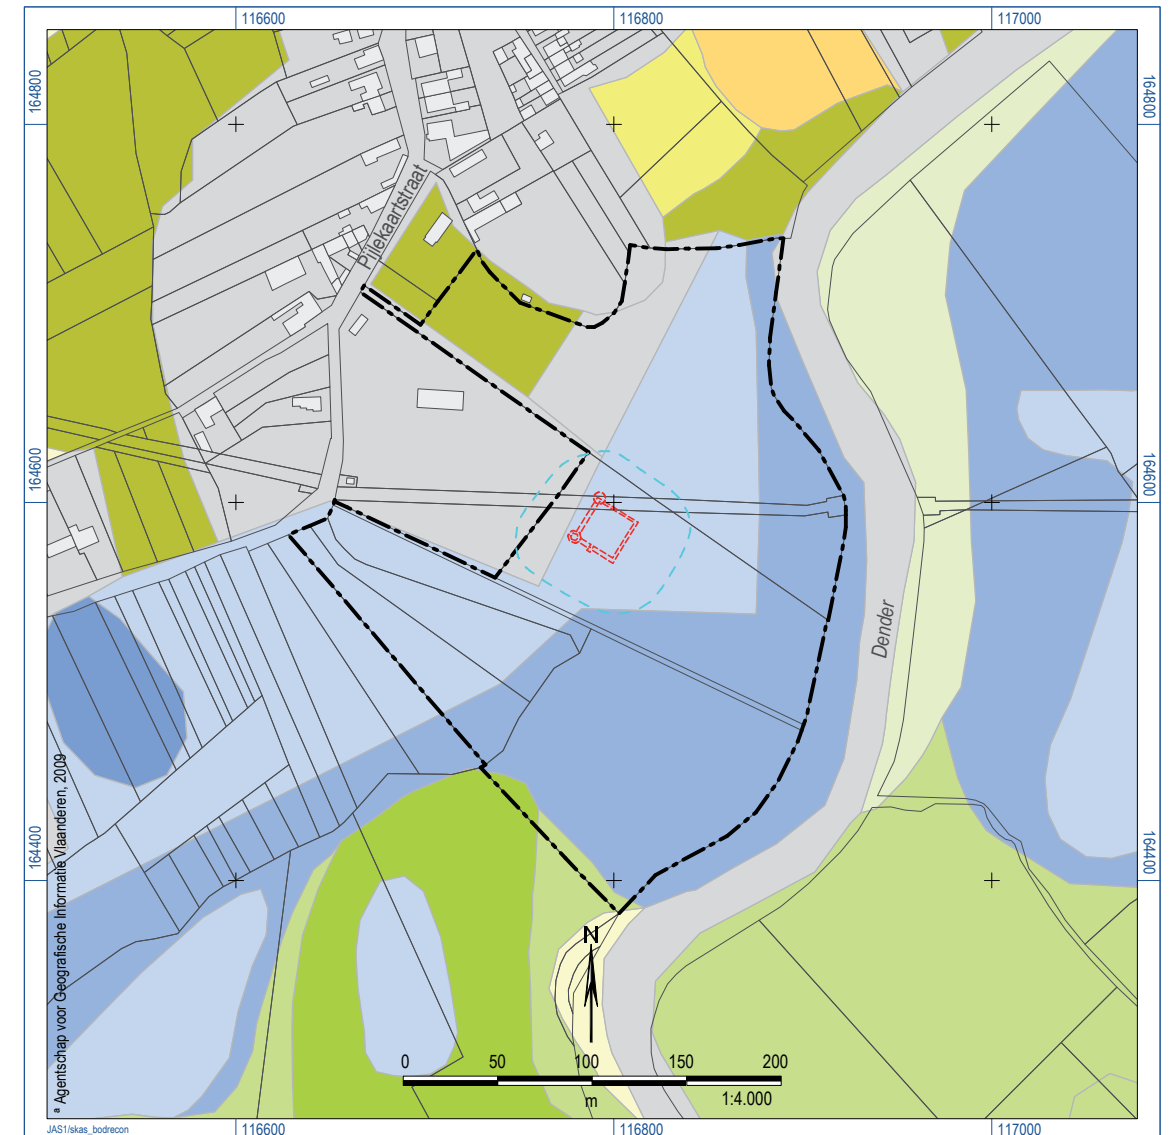 116600 116800 117000
164800
164800
Pijlekaartstraat
164600
164600
Dender
164400
164400
ᵃ Agentschap voor Geografische Informatie Vlaanderen, 2009
N
0 50 100 150 200
m 1:4.000
JAS1/skas_bodrecon
116600 116800 117000